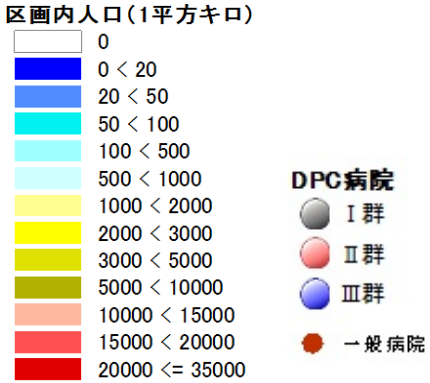 区画内人口(1平方キロ)
0
0 < 20
20 < 50
50 < 100
100 < 500
500 < 1000
1000 < 2000
2000 < 3000
3000 < 5000
5000 < 10000
10000 < 15000
15000 < 20000
20000 <= 35000
DPC病院
Ⅰ群
Ⅱ群
Ⅲ群
一般病院